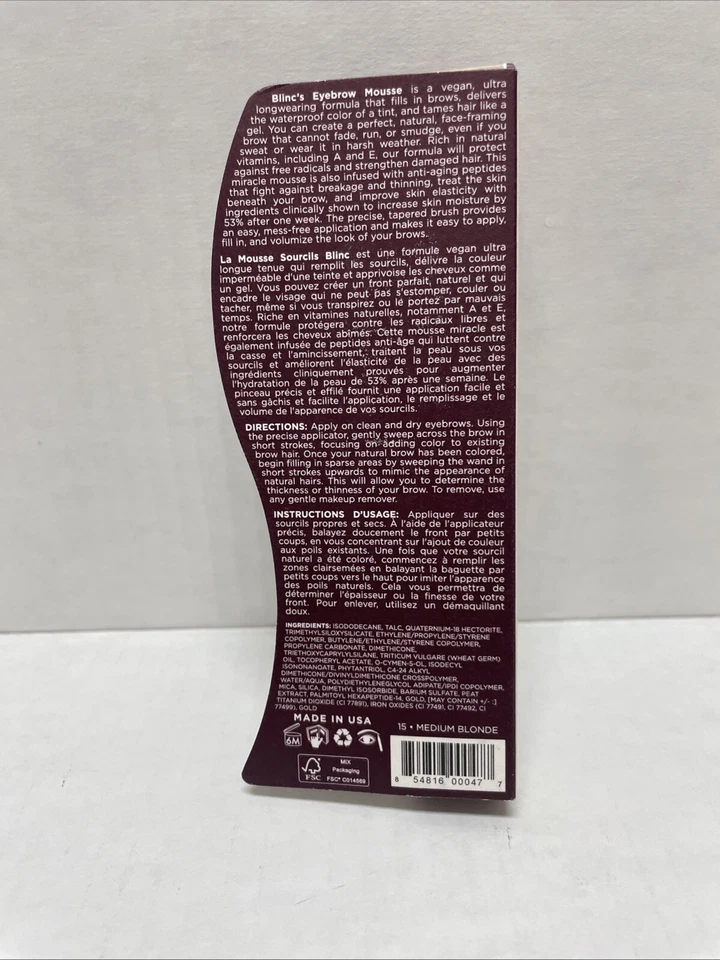 Blinc's Eyebrow Mousse is a vegan, ultra
longwearing formula that fills in brows, delivers
the waterproof color of a tint, and tames hair like a
gel. You can create a perfect, natural, face-framing
brow that cannot fade, run, or smudge, even if you
sweat or wear it in harsh weather. Rich in natural
vitamins, including A and E, our formula will protect
against free radicals and strengthen damaged hair. This
miracle mousse is also infused with anti-aging peptides
that fight against breakage and thinning, treat the skin
beneath your brow, and improve skin elasticity with
ingredients clinically shown to increase skin moisture by
53% after one week. The precise, tapered brush provides
an easy, mess-free application and makes it easy to apply,
fill in, and volumize the look of your brows.
La Mousse Sourcils Blinc est une formule vegan ultra
longue tenue qui remplit les sourcils, délivre la couleur
imperméable d'une teinte et apprivoise les cheveux comme
un gel. Vous pouvez créer un front parfait, naturel et qui
encadre le visage qui ne peut pas s'estomper, couler ou
tacher, même si vous transpirez ou le portez par mauvais
temps. Riche en vitamines naturelles, notamment A et E,
notre formule protégera contre les radicaux libres et
renforcera les cheveux abîmés. Cette mousse miracle est
également infusée de peptides anti-âge qui luttent contre
la casse et l'amincissement, traitent la peau sous vos
sourcils et améliorent l'élasticité de la peau avec des
ingrédients cliniquement prouvés pour augmenter
l'hydratation de la peau de 53% après une semaine. Le
pinceau précis et effilé fournit une application facile et
sans gâchis et facilite l'application, le remplissage et le
volume de l'apparence de vos sourcils.
DIRECTIONS: Apply on clean and dry eyebrows. Using
the precise applicator, gently sweep across the brow in
short strokes, focusing on adding color to existing
brow hair. Once your natural brow has been colored,
begin filling in sparse areas by sweeping the wand in
short strokes upwards to mimic the appearance of
natural hairs. This will allow you to determine the
thickness or thinness of your brow. To remove, use
any gentle makeup remover.
INSTRUCTIONS D'USAGE: Appliquer sur des
sourcils propres et secs. À l'aide de l'applicateur
précis, balayez doucement le front par petits
coups, en vous concentrant sur l'ajout de couleur
aux poils existants. Une fois que votre sourcil
naturel a été coloré, commencez à remplir les
zones clairsemées en balayant la baguette par
petits coups vers le haut pour imiter l'apparence
des poils naturels. Cela vous permettra de
déterminer l'épaisseur ou la finesse de votre
front. Pour enlever, utilisez un démaquillant
doux.
INGREDIENTS: ISODODECANE, TALC, QUATERNIUM-18 HECTORITE,
TRIMETHYLSILOXYSILICATE, ETHYLENE/PROPYLENE/STYRENE
COPOLYMER, BUTYLENE/ETHYLENE/STYRENE COPOLYMER,
PROPYLENE CARBONATE, DIMETHICONE,
TRIETHOXYCAPRYLYLSILANE, TRITICUM VULGARE (WHEAT GERM)
OIL, TOCOPHERYL ACETATE, O-CYMEN-5-OL, ISODECYL
ISONONANOATE, PHYTANTRIOL, C4-24 ALKYL
DIMETHICONE/DIVINYLDIMETHICONE CROSSPOLYMER,
WATER/AQUA, POLYDIETHYLENEGLYCOL ADIPATE/IPDI COPOLYMER,
MICA, SILICA, DIMETHYL ISOSORBIDE, BARIUM SULFATE, PEAT
EXTRACT, PALMITOYL HEXAPEPTIDE-14, GOLD, [MAY CONTAIN +/- :]
TITANIUM DIOXIDE (CI 77891), IRON OXIDES (CI 77491, CI 77492, CI
77499), GOLD
MADE IN USA
15 • MEDIUM BLONDE
6M
FSC
MIX
Packaging
FSC® C014569
8 54816 00047 7